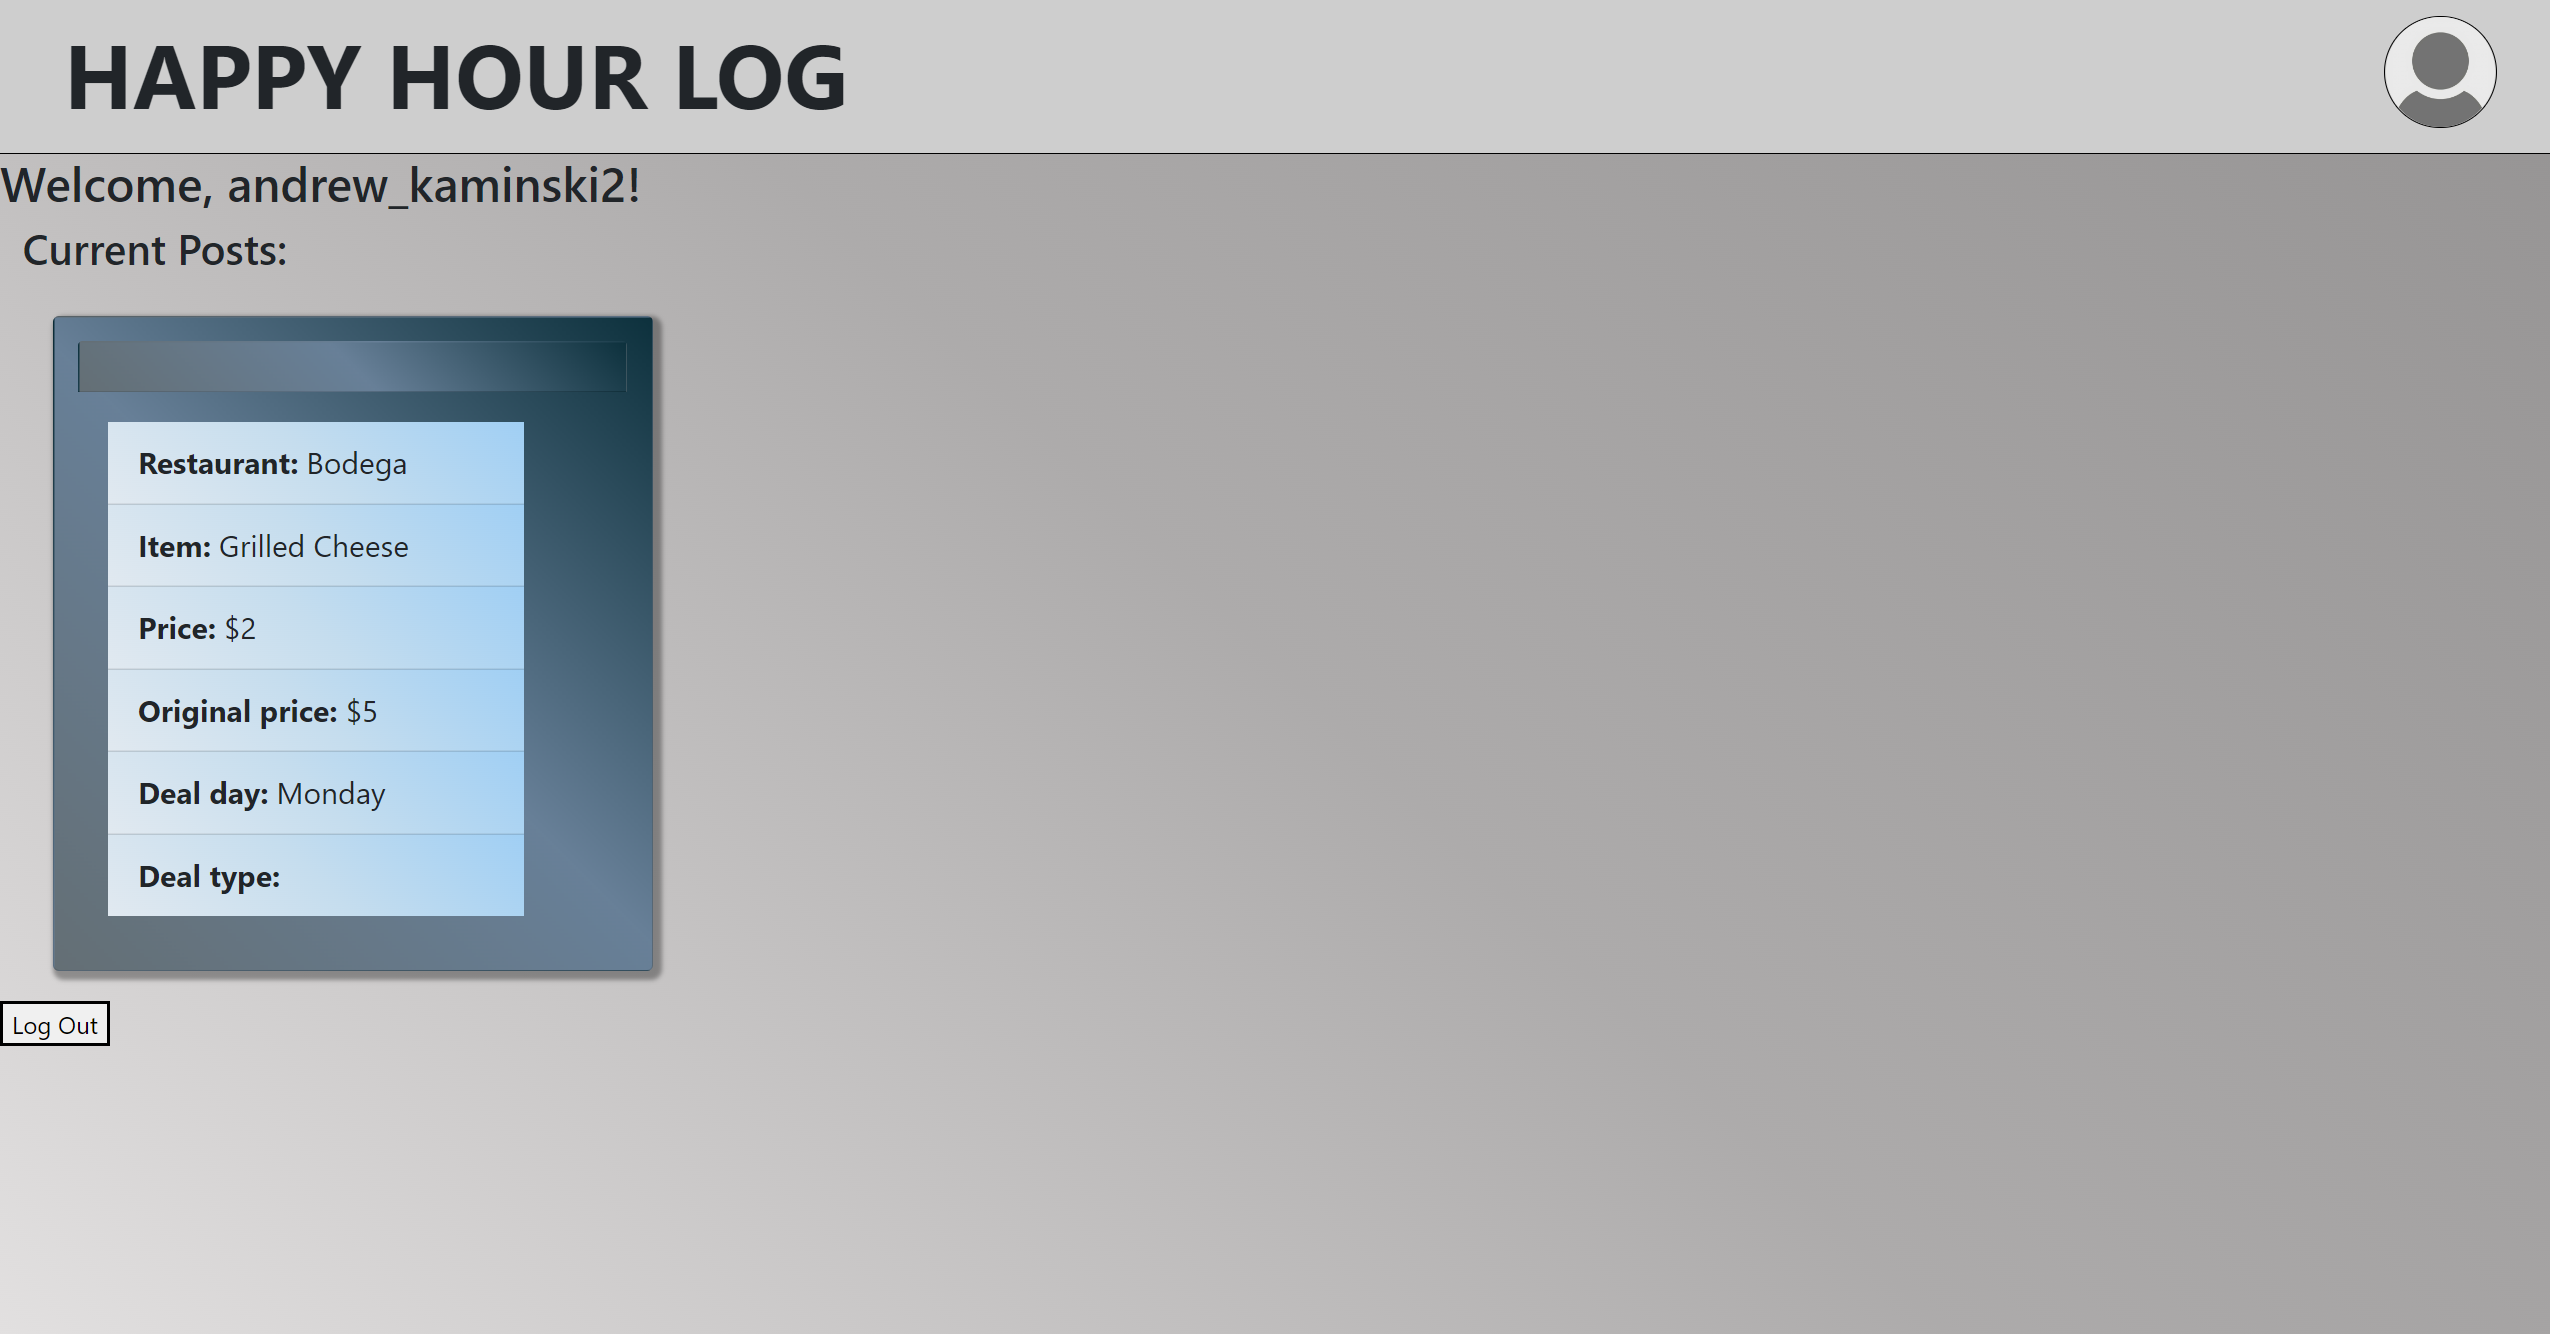 HAPPY HOUR LOG
Welcome, andrew_kaminski2!
Current Posts:
Restaurant: Bodega
Item: Grilled Cheese
Price: $2
Original price: $5
Deal day: Monday
Deal type:
Log Out